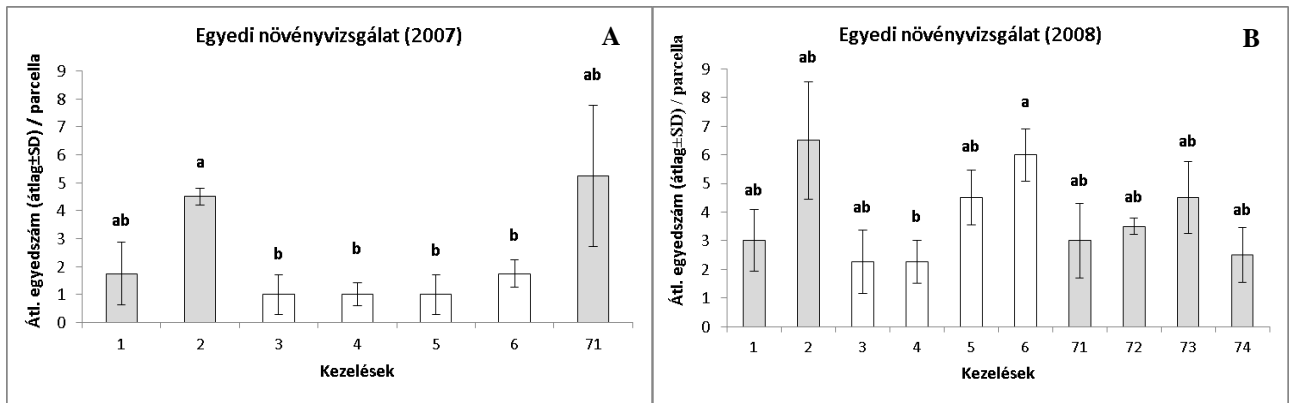 Egyedi növényvizsgálat (2007)
A
Átl. egyedszám (átlag±SD) / parcella
9
8
7
6
5
4
3
2
1
0
ab
a
b
b
b
b
ab
1 2 3 4 5 6 71
Kezelések
Egyedi növényvizsgálat (2008)
B
Átl. egyedszám (átlag±SD) / parcella
9
8
7
6
5
4
3
2
1
0
ab
ab
ab
b
ab
a
ab
ab
ab
ab
1 2 3 4 5 6 71 72 73 74
Kezelések